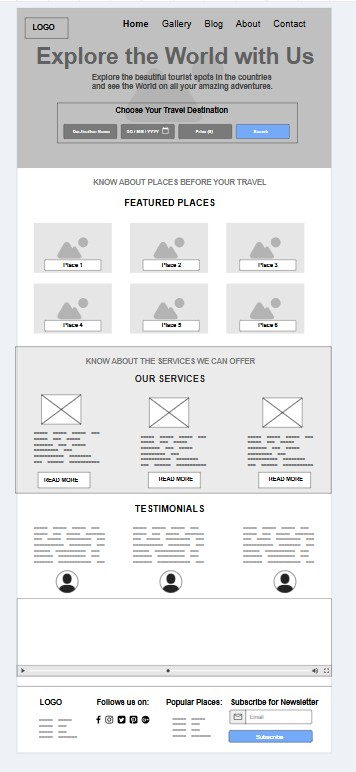 LOGO
Home Gallery Blog About Contact
Explore the World with Us
Explore the beautiful tourist spots in the countries
and see the World on all your amazing adventures.
Choose Your Travel Destination
Destination Name DD / MM / YYYY Price ($) Search
KNOW ABOUT PLACES BEFORE YOUR TRAVEL
FEATURED PLACES
Place 1 Place 2 Place 3
Place 4 Place 5 Place 6
KNOW ABOUT THE SERVICES WE CAN OFFER
OUR SERVICES
READ MORE READ MORE READ MORE
TESTIMONIALS
LOGO Follows us on: Popular Places: Subscribe for Newsletter
Email
Subscribe